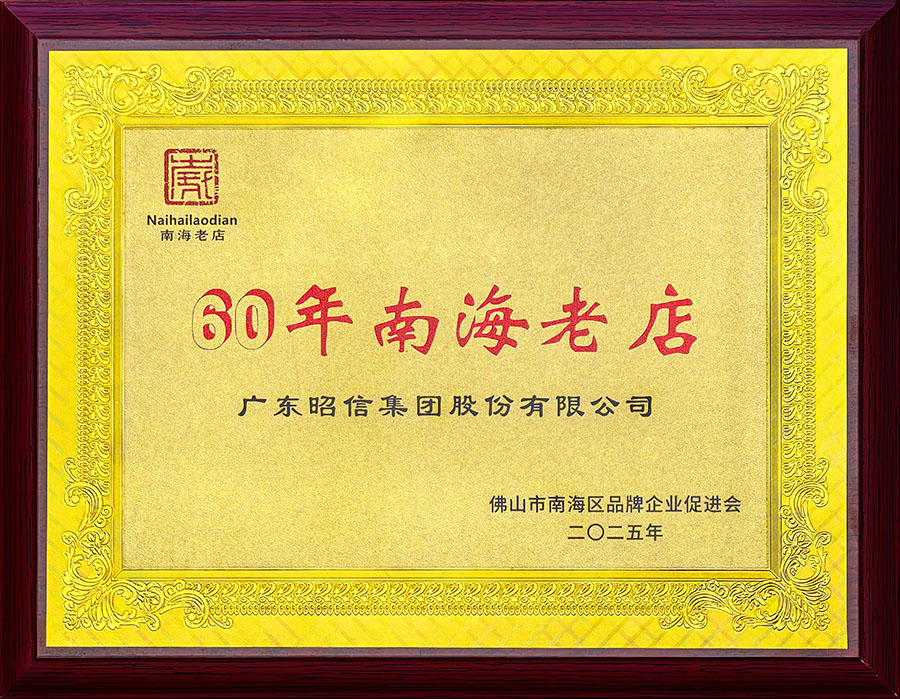 Naihailaodian
南海老店
60年南海老店
广东昭信集团股份有限公司
佛山市南海区品牌企业促进会
二〇二五年